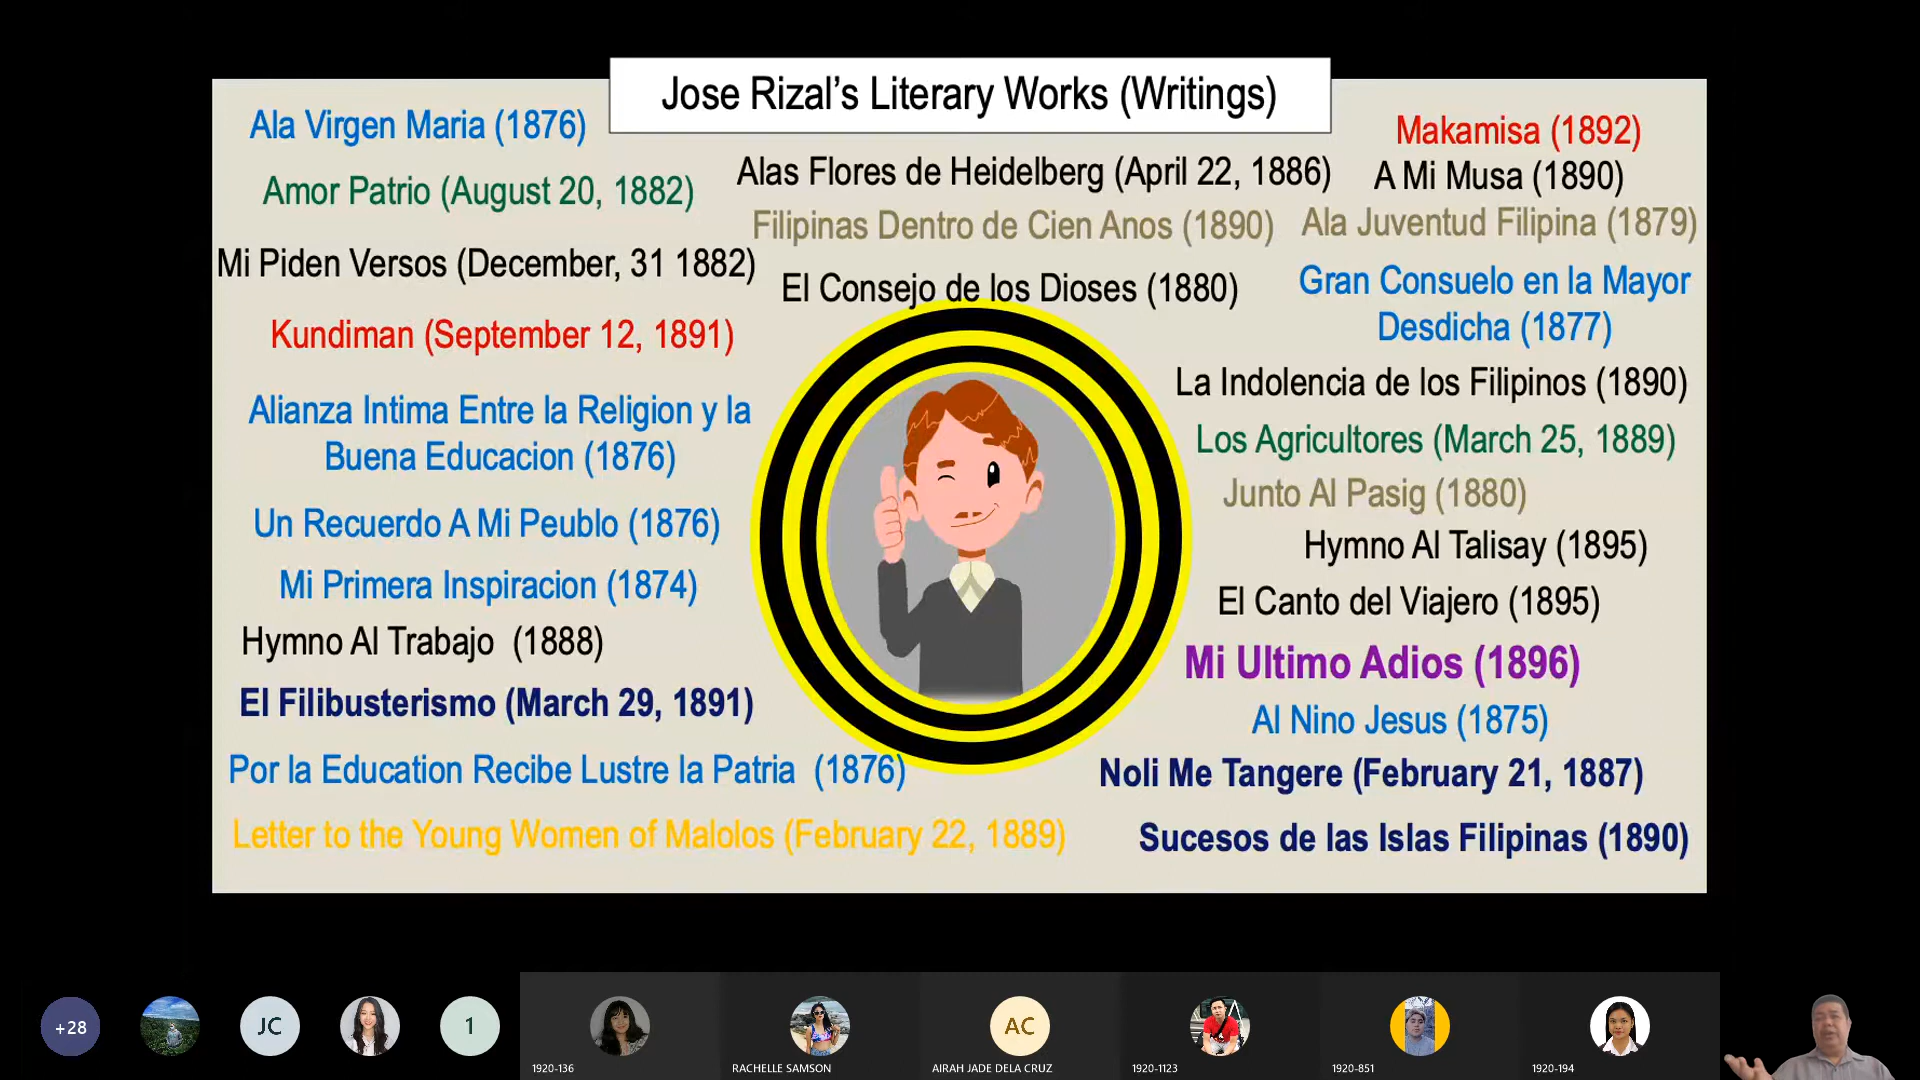 Jose Rizal's Literary Works (Writings)
Ala Virgen Maria (1876)
Amor Patrio (August 20, 1882)
Mi Piden Versos (December, 31 1882)
Kundiman (September 12, 1891)
Alianza Intima Entre la Religion y la
Buena Educacion (1876)
Un Recuerdo A Mi Peublo (1876)
Mi Primera Inspiracion (1874)
Hymno Al Trabajo (1888)
El Filibusterismo (March 29, 1891)
Por la Education Recibe Lustre la Patria (1876)
Letter to the Young Women of Malolos (February 22, 1889)
Alas Flores de Heidelberg (April 22, 1886)
Filipinas Dentro de Cien Anos (1890)
El Consejo de los Dioses (1880)
Makamisa (1892)
A Mi Musa (1890)
Ala Juventud Filipina (1879)
Gran Consuelo en la Mayor
Desdicha (1877)
La Indolencia de los Filipinos (1890)
Los Agricultores (March 25, 1889)
Junto Al Pasig (1880)
Hymno Al Talisay (1895)
El Canto del Viajero (1895)
Mi Ultimo Adios (1896)
Al Nino Jesus (1875)
Noli Me Tangere (February 21, 1887)
Sucesos de las Islas Filipinas (1890)
+28
JC
1
AC
1920-136
RACHELLE SAMSON
AIRAH JADE DELA CRUZ
1920-1123
1920-851
1920-194